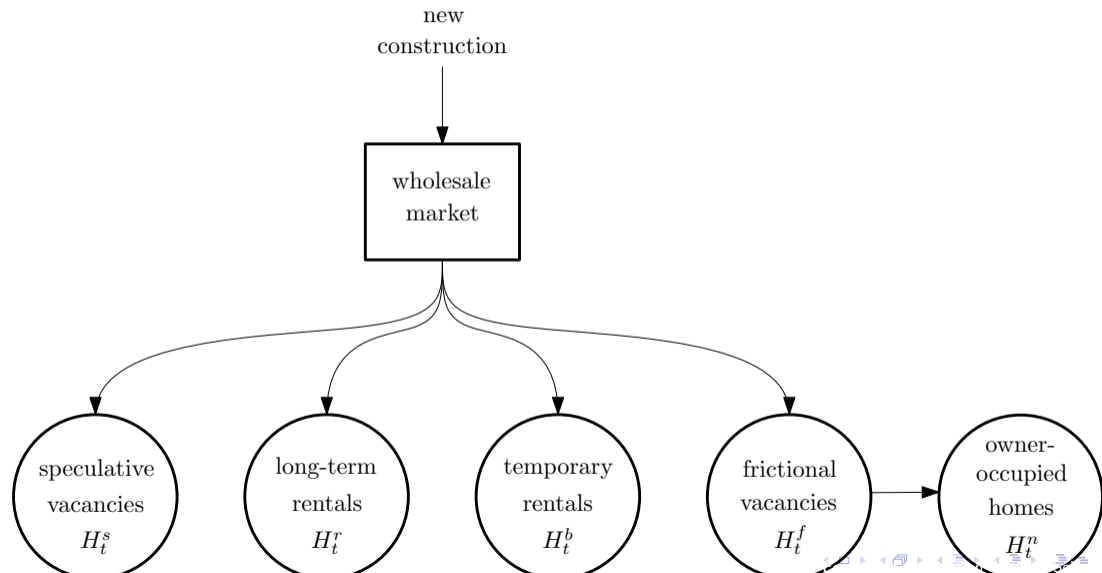 new
construction
wholesale
market
speculative
vacancies
H_t^s
long-term
rentals
H_t^r
temporary
rentals
H_t^b
frictional
vacancies
H_t^f
owner-
occupied
homes
H_t^n